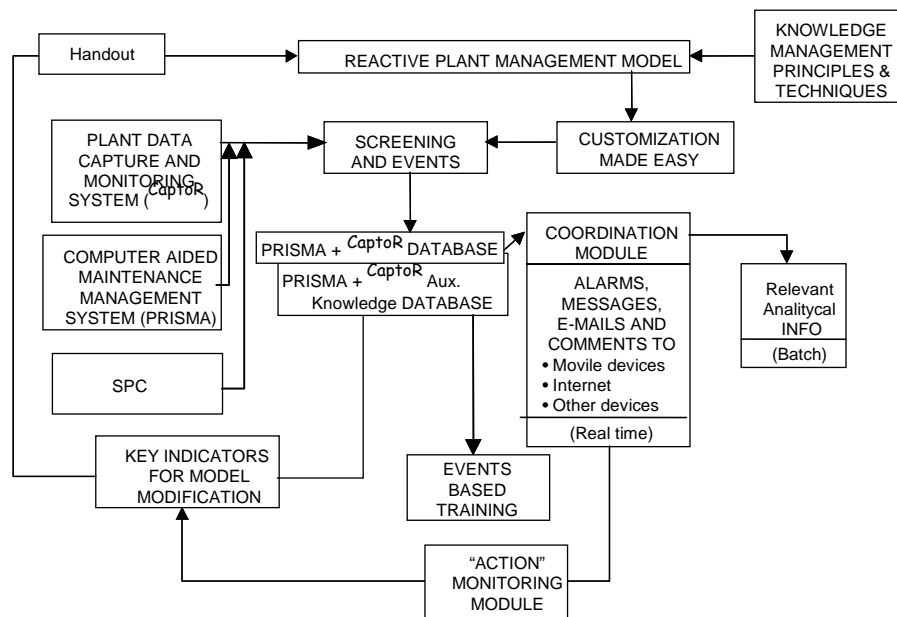 Handout
REACTIVE PLANT MANAGEMENT MODEL
KNOWLEDGE
MANAGEMENT
PRINCIPLES &
TECHNIQUES
PLANT DATA
CAPTURE AND
MONITORING
SYSTEM (CaptoR)
SCREENING
AND EVENTS
CUSTOMIZATION
MADE EASY
COMPUTER AIDED
MAINTENANCE
MANAGEMENT
SYSTEM (PRISMA)
PRISMA + CaptoR DATABASE
PRISMA + CaptoR Aux.
Knowledge DATABASE
COORDINATION
MODULE
ALARMS,
MESSAGES,
E-MAILS AND
COMMENTS TO
• Movile devices
• Internet
• Other devices
(Real time)
Relevant
Analitycal
INFO
(Batch)
SPC
KEY INDICATORS
FOR MODEL
MODIFICATION
EVENTS
BASED
TRAINING
“ACTION”
MONITORING
MODULE